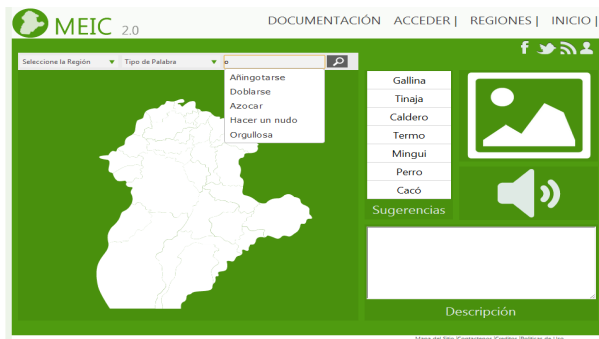 MEIC 2.0
DOCUMENTACIÓN ACCEDER | REGIONES | INICIO |
f
Seleccione la Región
Tipo de Palabra
o
Añingotarse
Doblarse
Azocar
Hacer un nudo
Orgullosa
Gallina
Tinaja
Caldero
Termo
Mingui
Perro
Cacó
Sugerencias
Descripción